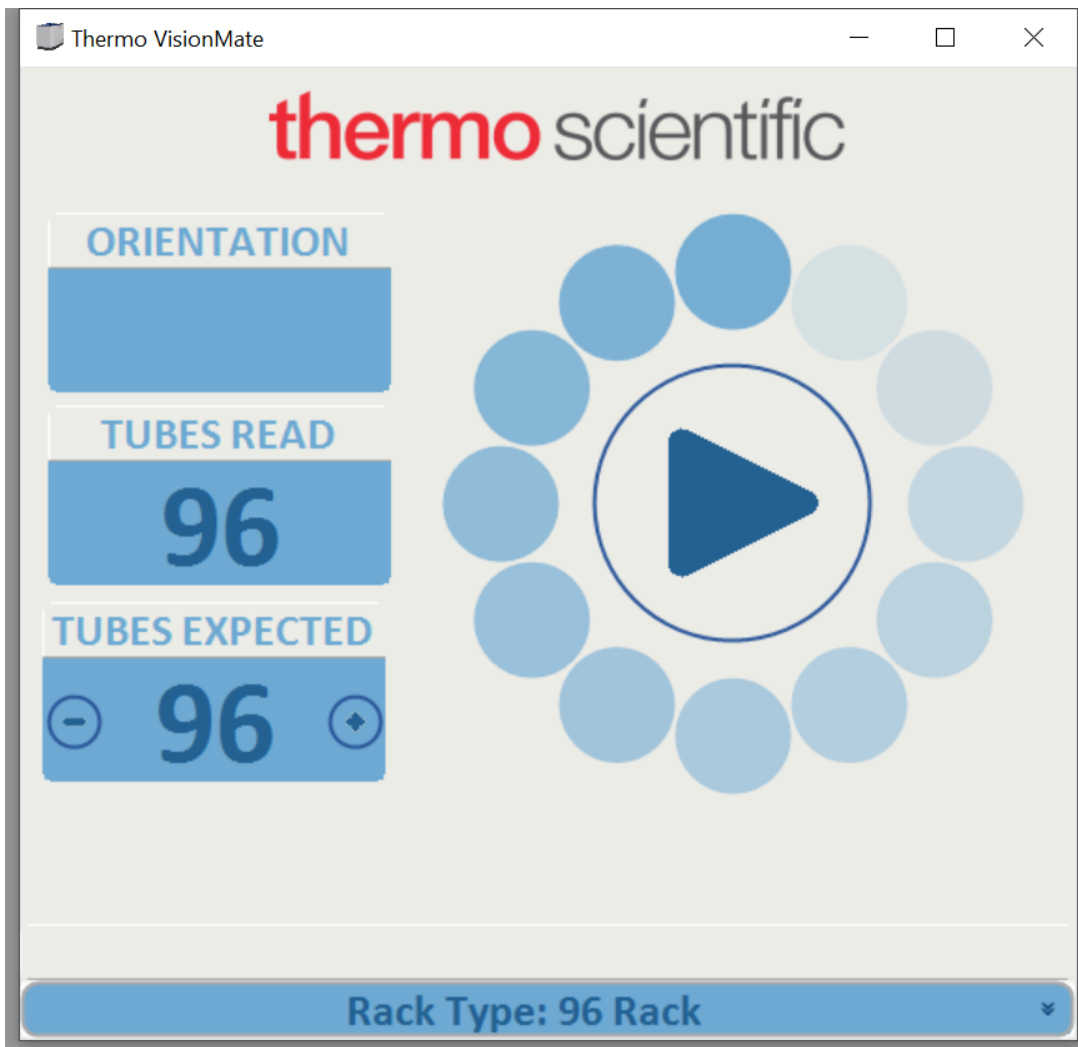 Thermo VisionMate
thermo scientific
ORIENTATION
TUBES READ
96
TUBES EXPECTED
96
Rack Type: 96 Rack